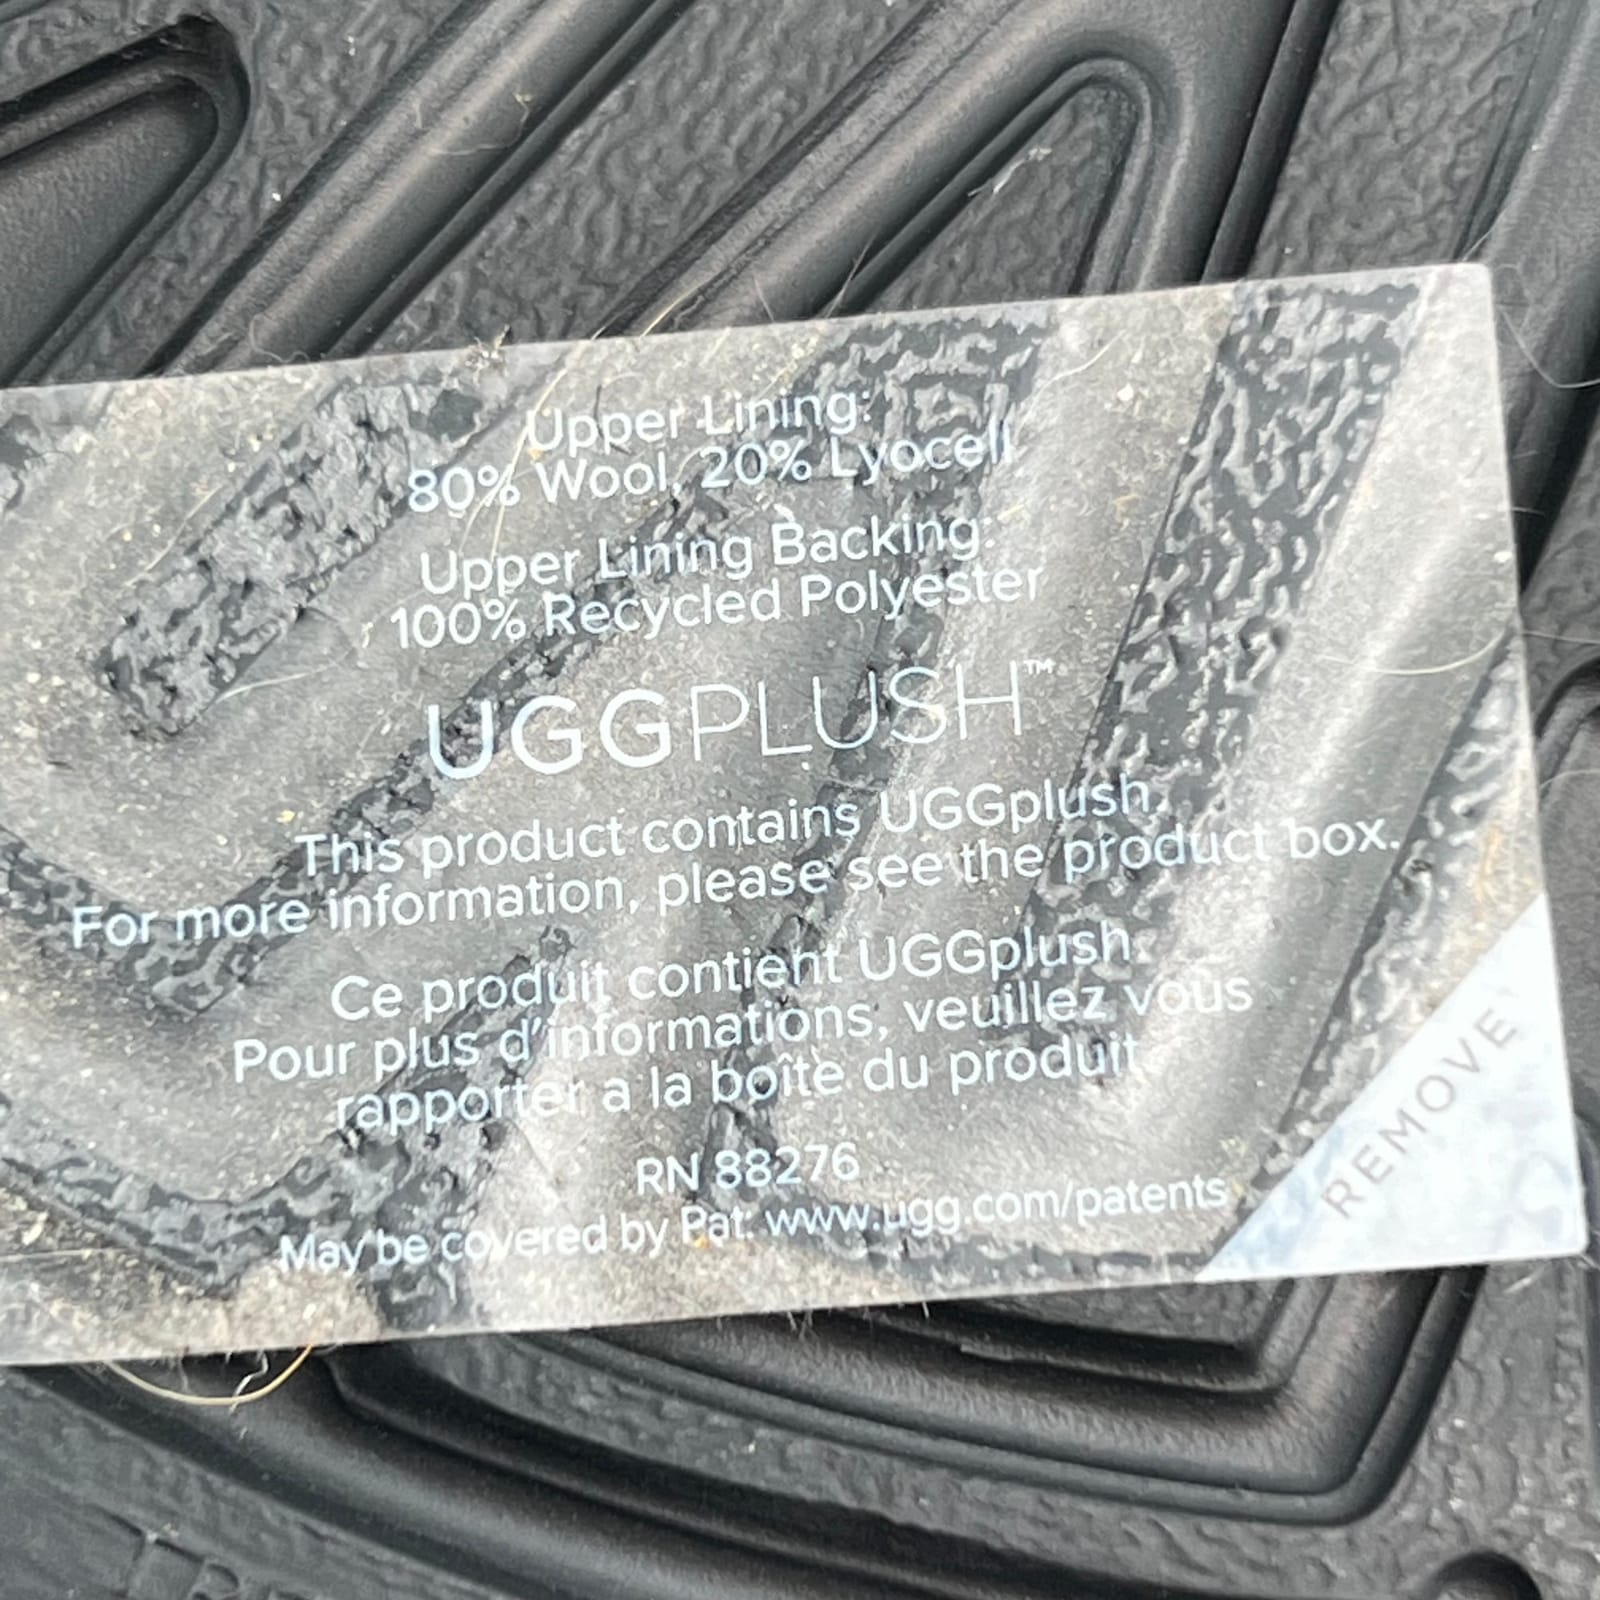 Upper Lining:
80% Wool, 20% Lyocell
Upper Lining Backing:
100% Recycled Polyester
UGGPLUSH™
This product contains UGGplush.
For more information, please see the product box.
Ce produit contient UGGplush.
Pour plus d'informations, veuillez vous
rapporter a la boîte du produit
RN 88276
May be covered by Pat: www.ugg.com/patents
REMOVE